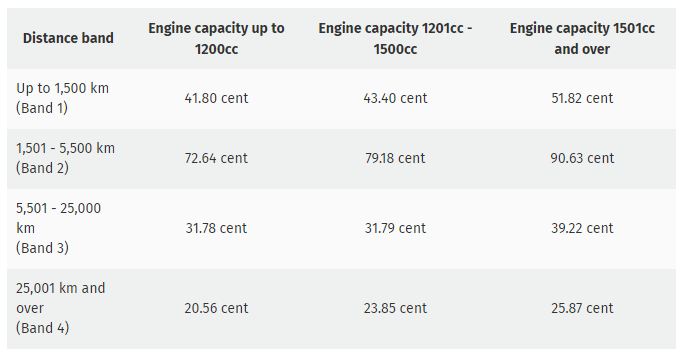 Distance band Engine capacity up to 1200cc Engine capacity 1201cc - 1500cc Engine capacity 1501cc and over
Up to 1,500 km (Band 1) 41.80 cent 43.40 cent 51.82 cent
1,501 - 5,500 km (Band 2) 72.64 cent 79.18 cent 90.63 cent
5,501 - 25,000 km (Band 3) 31.78 cent 31.79 cent 39.22 cent
25,001 km and over (Band 4) 20.56 cent 23.85 cent 25.87 cent